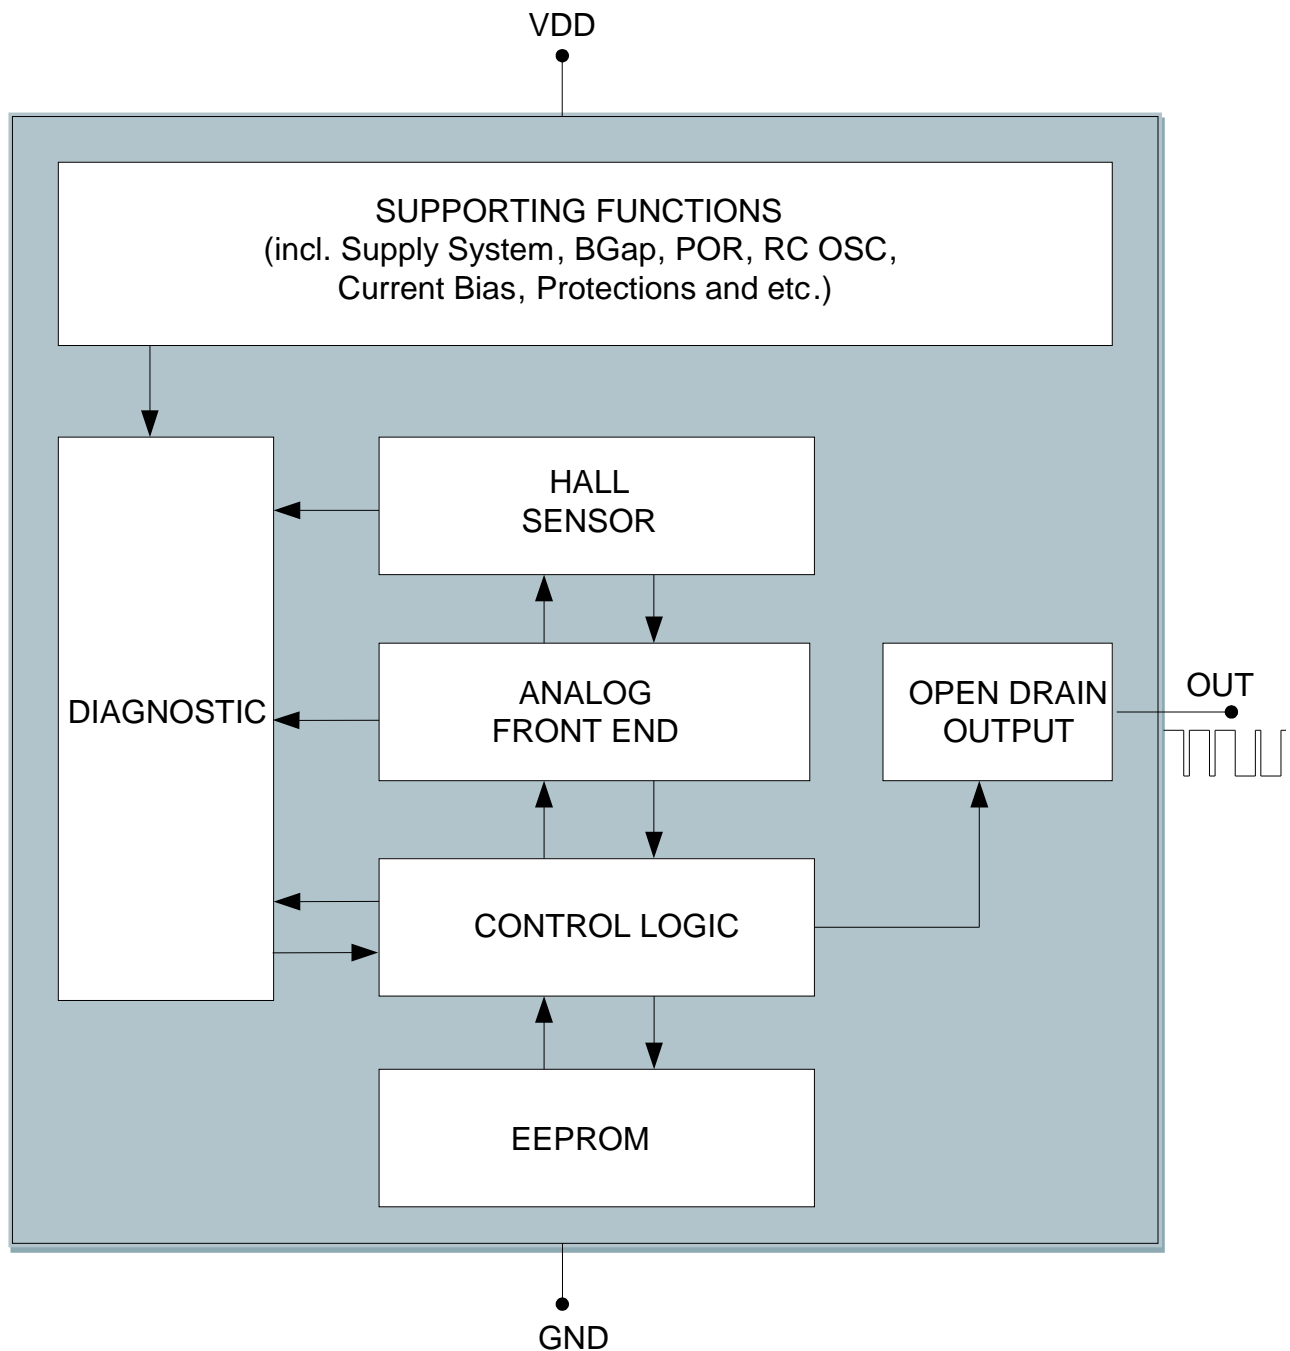 VDD
SUPPORTING FUNCTIONS
(incl. Supply System, BGap, POR, RC OSC,
Current Bias, Protections and etc.)
HALL
SENSOR
DIAGNOSTIC
ANALOG
FRONT END
OPEN DRAIN
OUTPUT
OUT
CONTROL LOGIC
EEPROM
GND